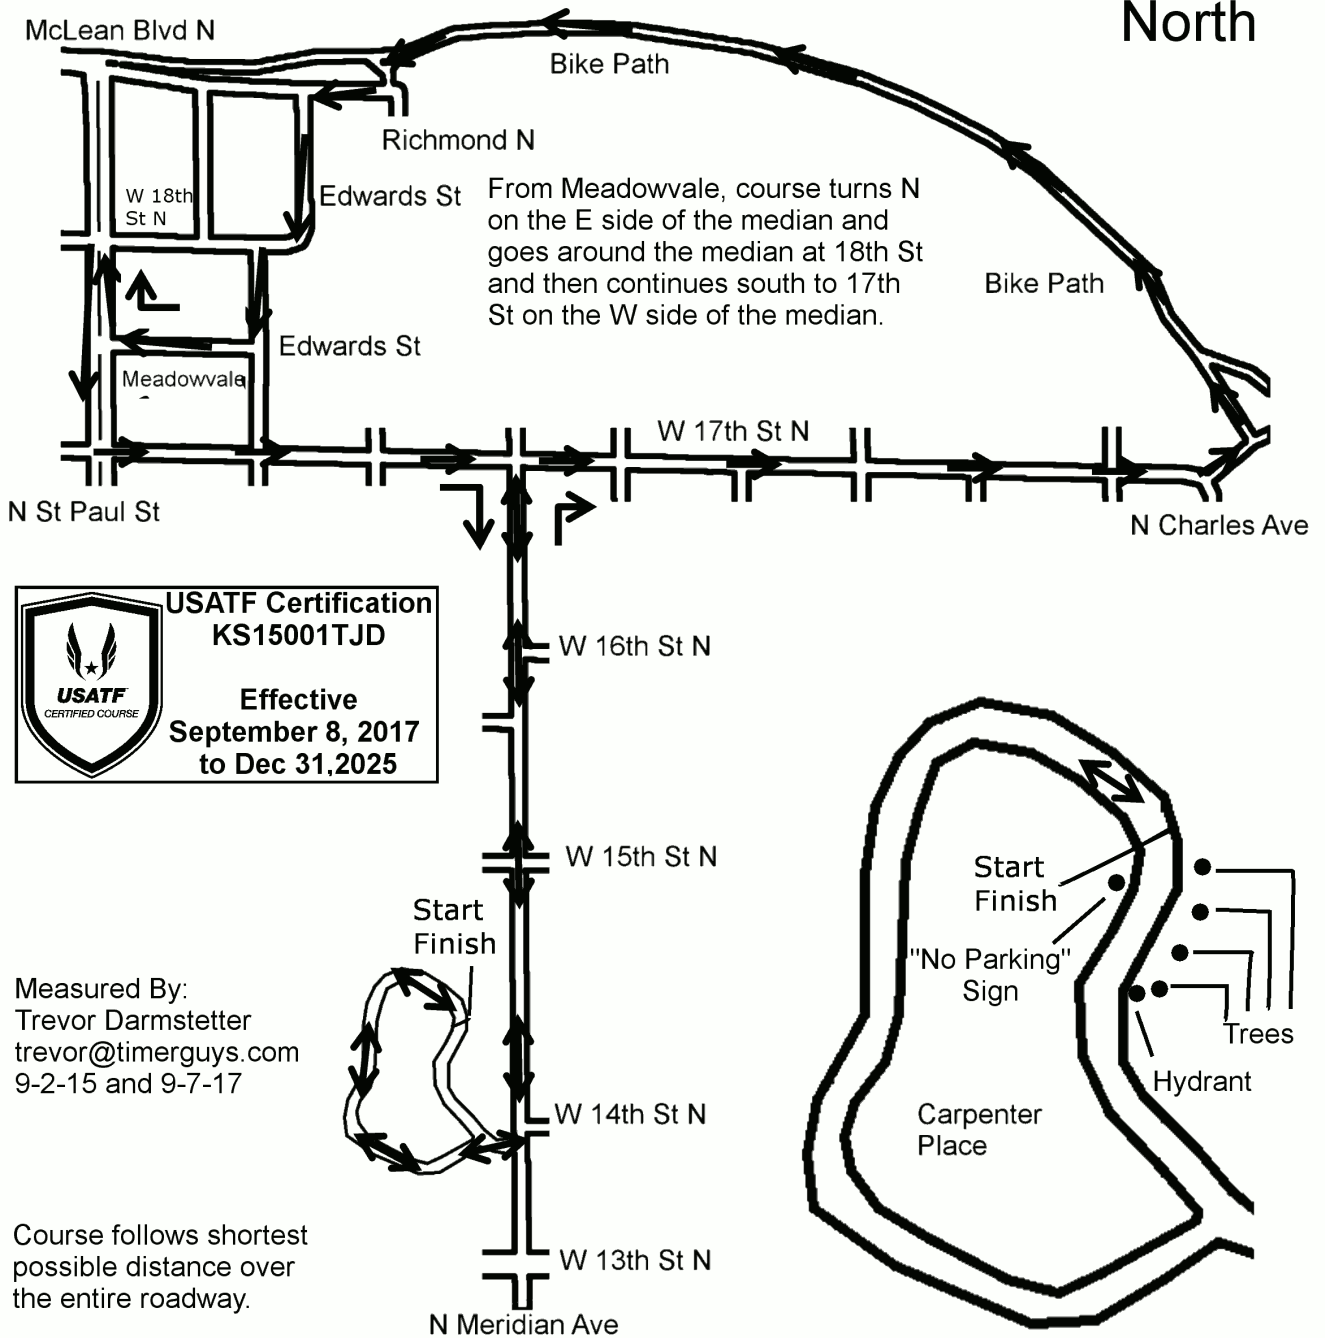 North
McLean Blvd N
Bike Path
Richmond N
W 18th
St N
Edwards St
From Meadowvale, course turns N
on the E side of the median and
goes around the median at 18th St
and then continues south to 17th
St on the W side of the median.
Bike Path
Edwards St
Meadowvale
W 17th St N
N St Paul St
N Charles Ave
USATF Certification
KS15001TJD
Effective
September 8, 2017
to Dec 31,2025
USATF
CERTIFIED COURSE
W 16th St N
W 15th St N
Start
Finish
Start
Finish
"No Parking"
Sign
Trees
Hydrant
Measured By:
Trevor Darmstetter
trevor@timerguys.com
9-2-15 and 9-7-17
W 14th St N
Carpenter
Place
Course follows shortest
possible distance over
the entire roadway.
W 13th St N
N Meridian Ave